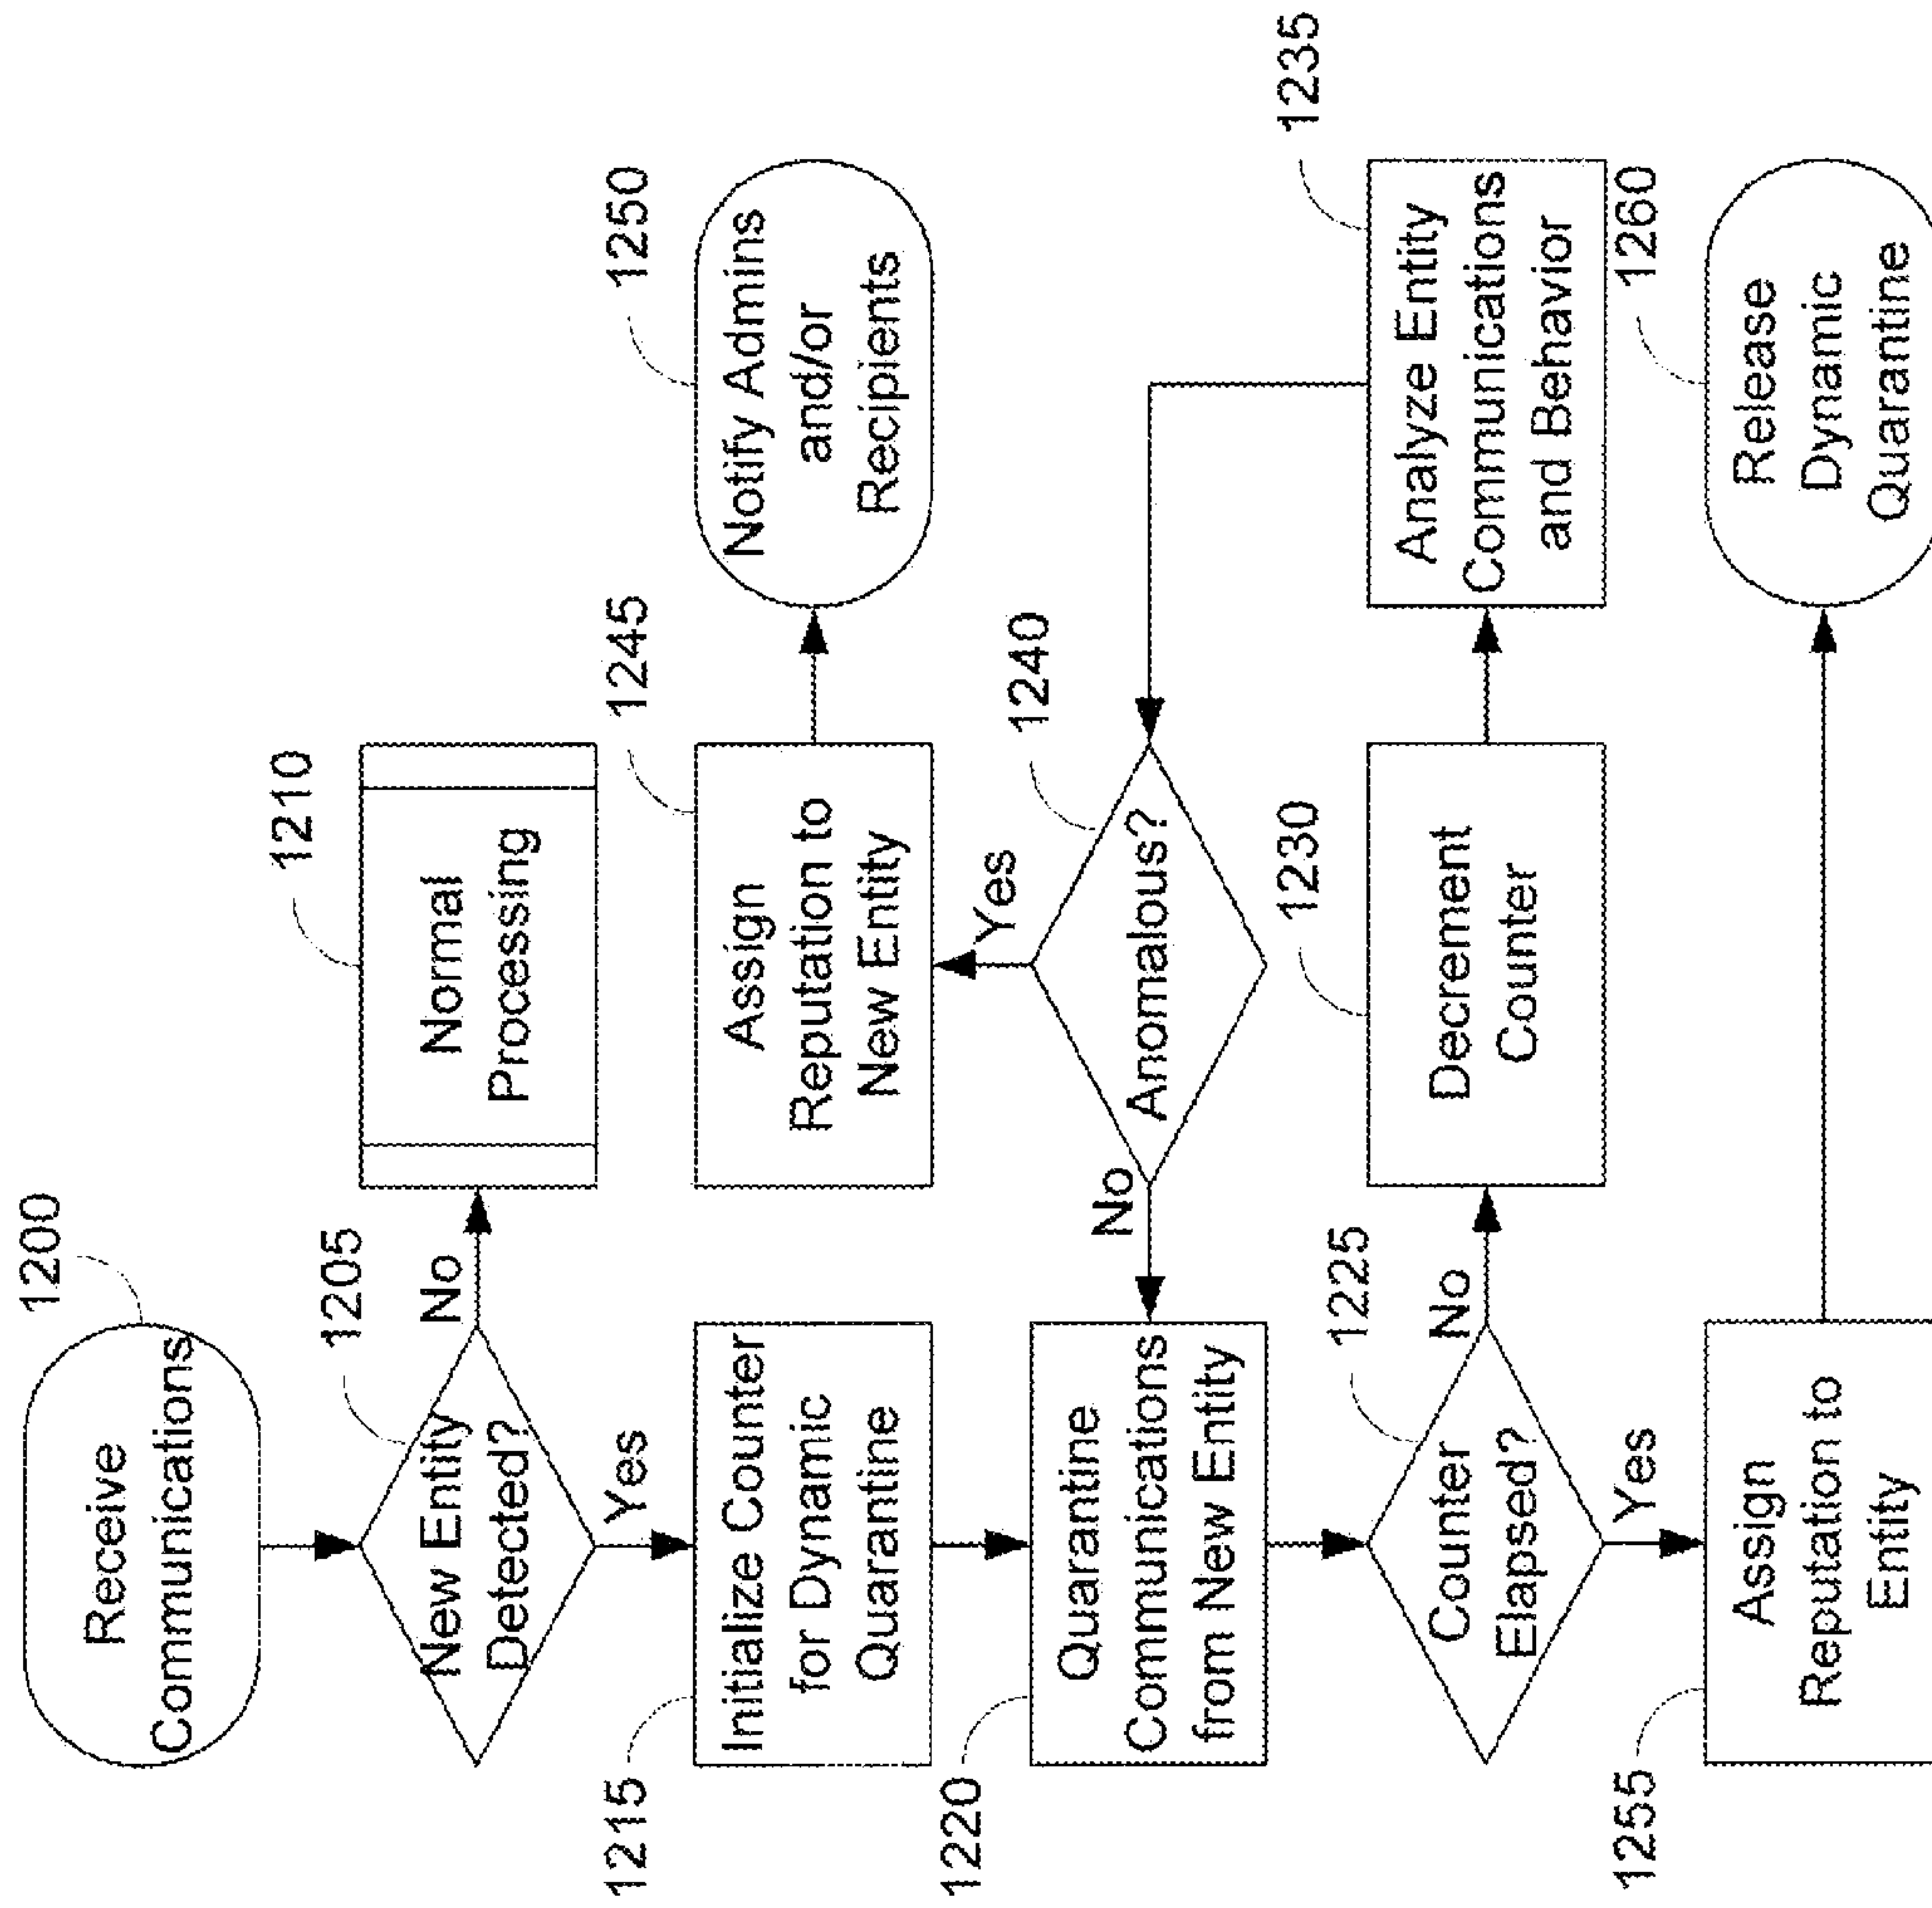 1200
Receive
Communications
1205
New Entity
Detected?
No
Yes
1210
Normal
Processing
1215
Initialize Counter
for Dynamic
Quarantine
1245
Assign
Reputation to
New Entity
1250
Notify Admins
and/or
Recipients
1220
Quarantine
Communications
from New Entity
No
1240
Anomalous?
Yes
1225
Counter
Elapsed?
No
Yes
1230
Decrement
Counter
1235
Analyze Entity
Communications
and Behavior
1255
Assign
Reputation to
Entity
1260
Release
Dynamic
Quarantine